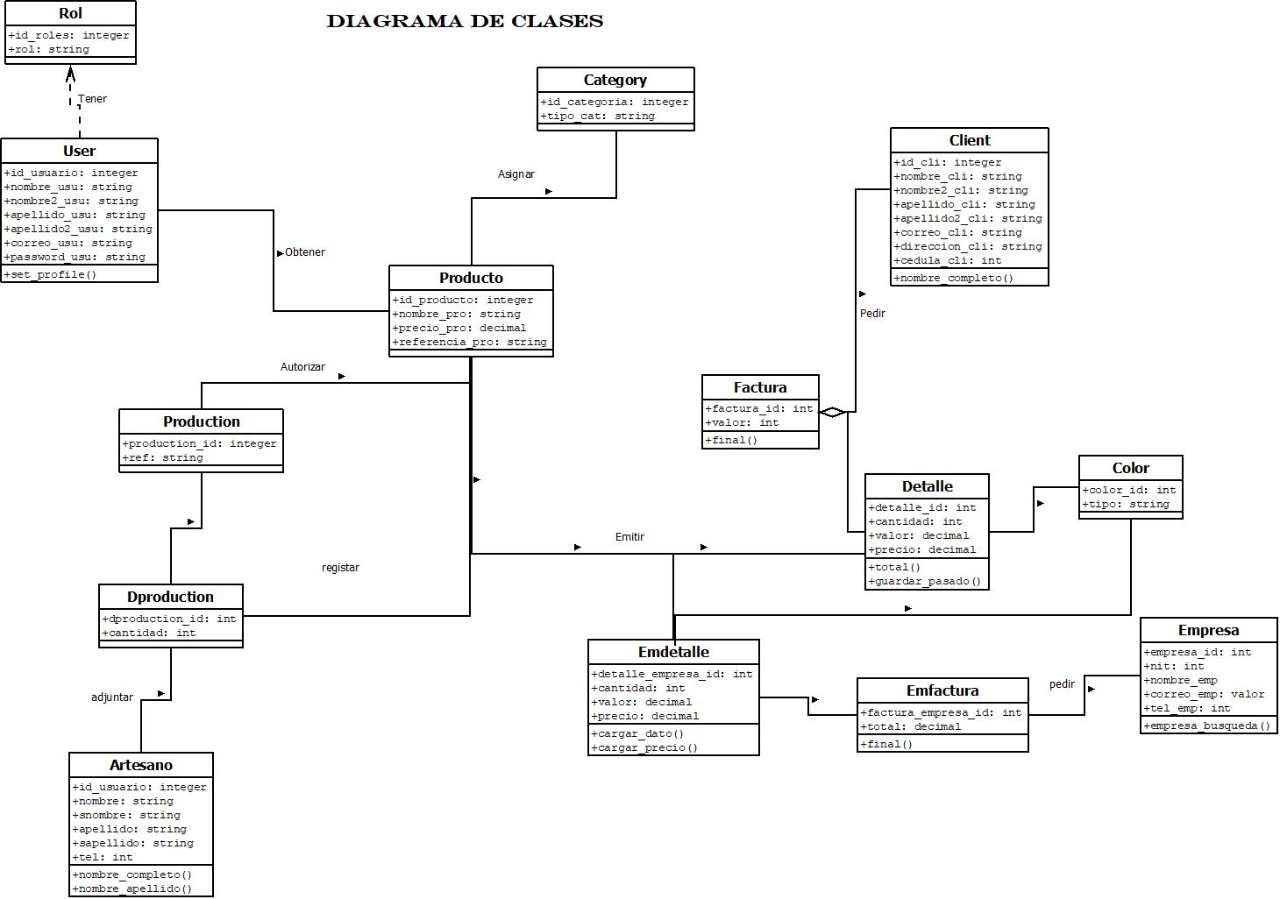 DIAGRAMA DE CLASES
Rol
+id_roles: integer
+rol: string
Tener
User
+id_usuario: integer
+nombre_usu: string
+nombre2_usu: string
+apellido_usu: string
+apellido2_usu: string
+correo_usu: string
+password_usu: string
+set_profile()
Obtener
Category
+id_categoria: integer
+tipo_cat: string
Asignar
Producto
+id_producto: integer
+nombre_pro: string
+precio_pro: decimal
+referencia_pro: string
Client
+id_cli: integer
+nombre_cli: string
+nombre2_cli: string
+apellido_cli: string
+apellido2_cli: string
+correo_cli: string
+direccion_cli: string
+cedula_cli: int
+nombre_completo()
Pedir
Autorizar
Production
+production_id: integer
+ref: string
Factura
+factura_id: int
+valor: int
+final()
Detalle
+detalle_id: int
+cantidad: int
+valor: decimal
+precio: decimal
+total()
+guardar_pasado()
Color
+color_id: int
+tipo: string
Emitir
registar
Dproduction
+dproduction_id: int
+cantidad: int
adjuntar
Artesano
+id_usuario: integer
+nombre: string
+snombre: string
+apellido: string
+sapellido: string
+tel: int
+nombre_completo()
+nombre_apellido()
Emdetalle
+detalle_empresa_id: int
+cantidad: int
+valor: decimal
+precio: decimal
+cargar_dato()
+cargar_precio()
Emfactura
+factura_empresa_id: int
+total: decimal
+final()
pedir
Empresa
+empresa_id: int
+nit: int
+nombre_emp
+correo_emp: valor
+tel_emp: int
+empresa_busqueda()